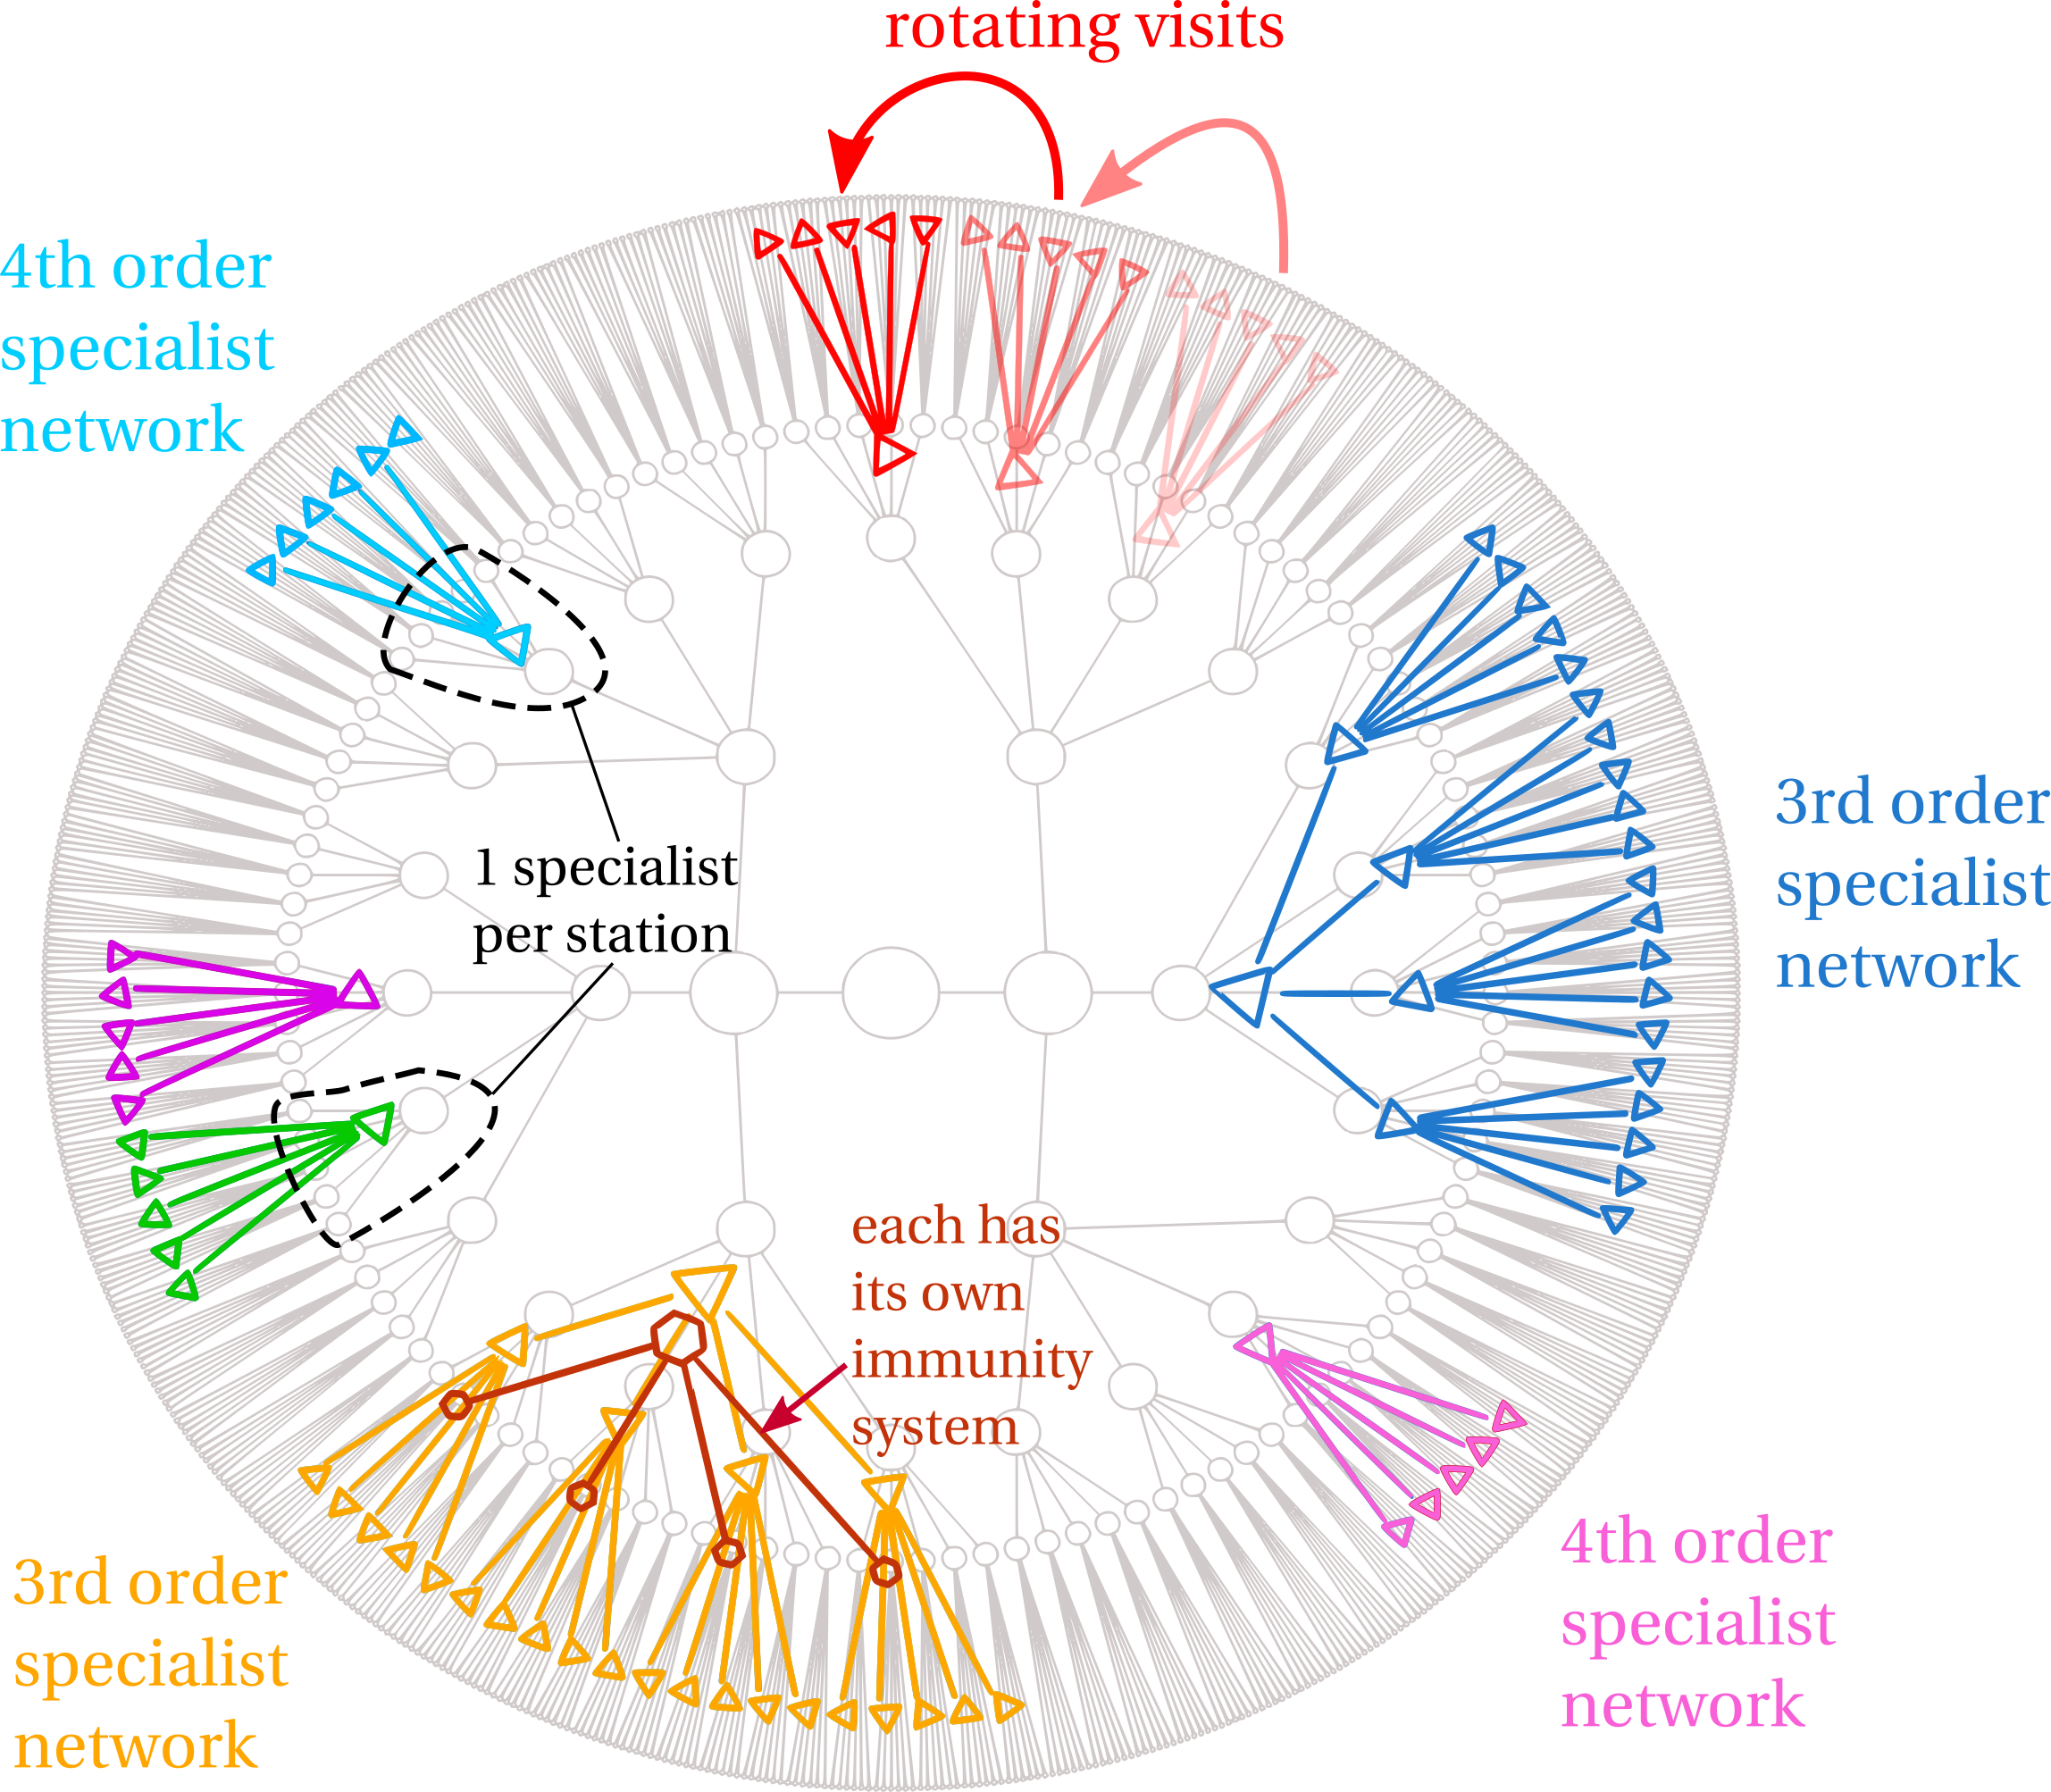 rotating visits
4th order
specialist
network
3rd order
specialist
network
1 specialist
per station
each has
its own
immunity
system
3rd order
specialist
network
4th order
specialist
network